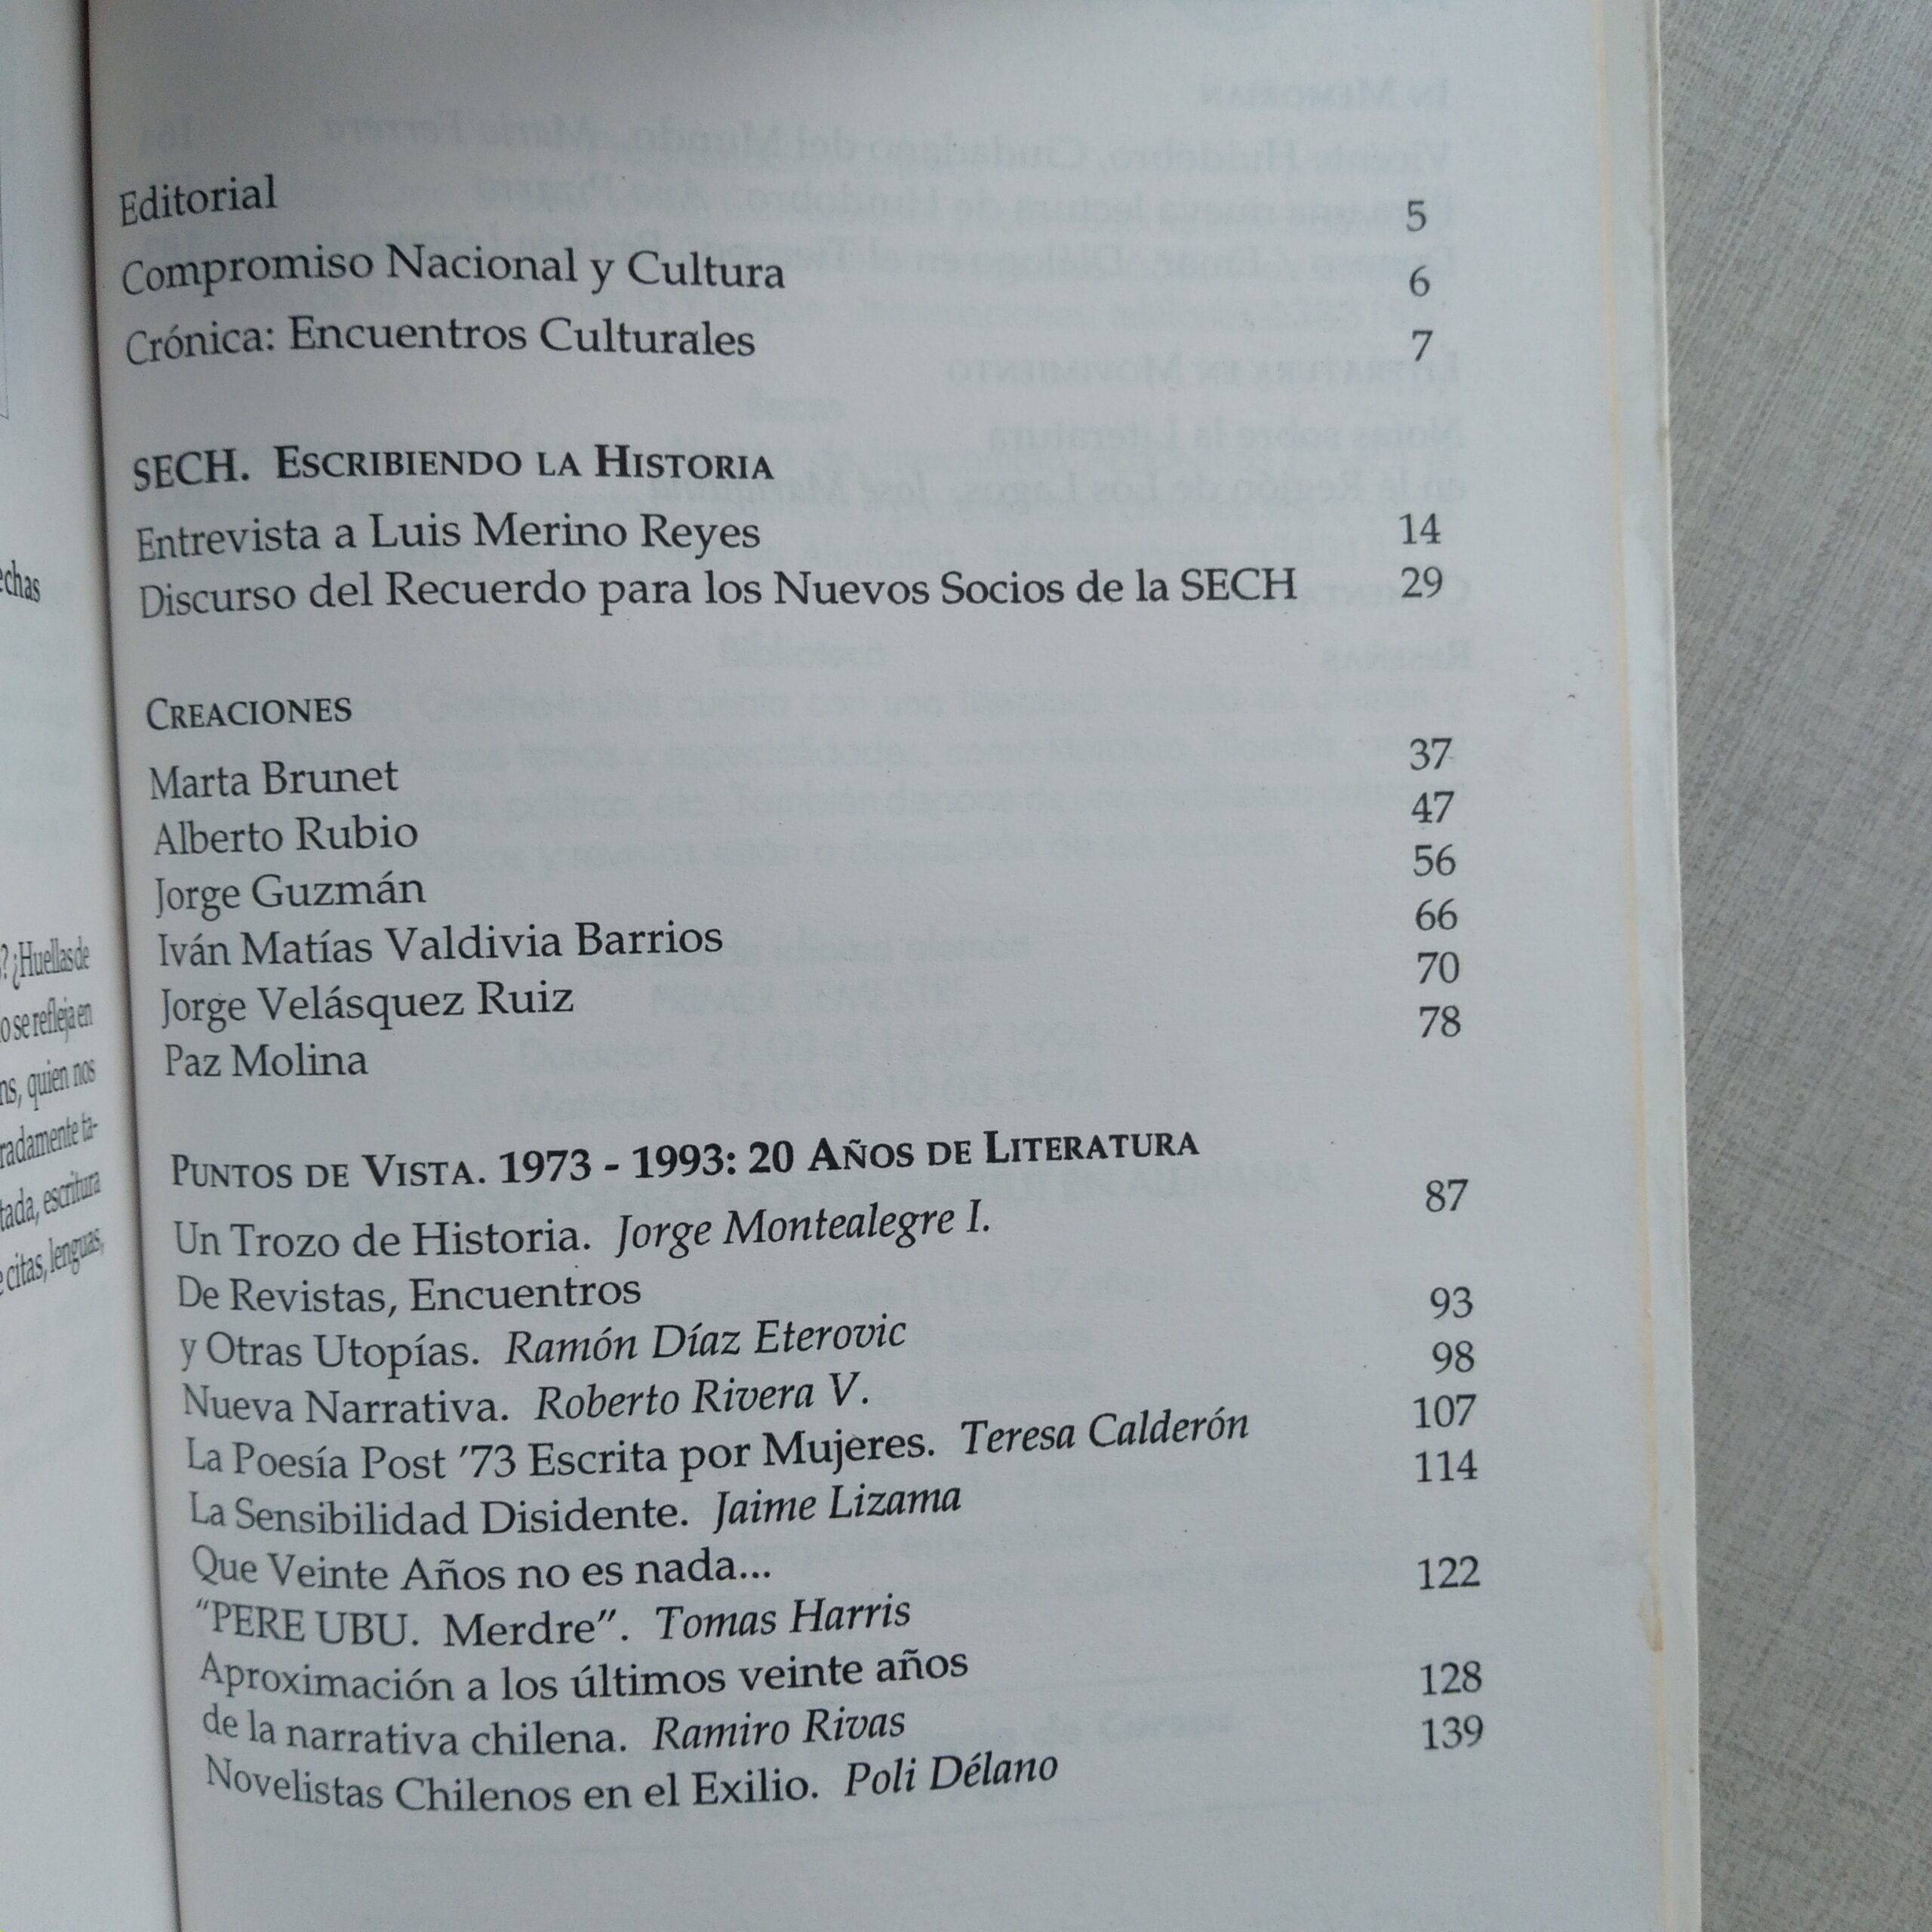 Editorial 5
Compromiso Nacional y Cultura 6
Crónica: Encuentros Culturales 7
SECH. ESCRIBIENDO LA HISTORIA
Entrevista a Luis Merino Reyes 14
Discurso del Recuerdo para los Nuevos Socios de la SECH 29
CREACIONES
Marta Brunet 37
Alberto Rubio 47
Jorge Guzmán 56
Iván Matías Valdivia Barrios 66
Jorge Velásquez Ruiz 70
Paz Molina 78
PUNTOS DE VISTA. 1973 - 1993: 20 AÑOS DE LITERATURA
Un Trozo de Historia. Jorge Montealegre I. 87
De Revistas, Encuentros
y Otras Utopías. Ramón Díaz Eterovic 93
Nueva Narrativa. Roberto Rivera V. 98
La Poesía Post '73 Escrita por Mujeres. Teresa Calderón 107
La Sensibilidad Disidente. Jaime Lizama 114
Que Veinte Años no es nada...
"PERE UBU. Merdre". Tomas Harris 122
Aproximación a los últimos veinte años
de la narrativa chilena. Ramiro Rivas 128
Novelistas Chilenos en el Exilio. Poli Délano 139